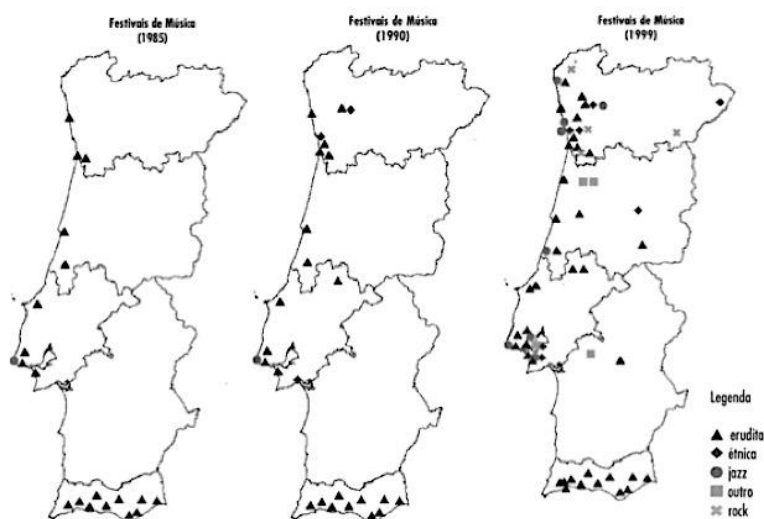 Festivais de Música
(1985)
Festivais de Música
(1990)
Festivais de Música
(1999)
Legenda
erudita
étnica
jazz
outro
rock